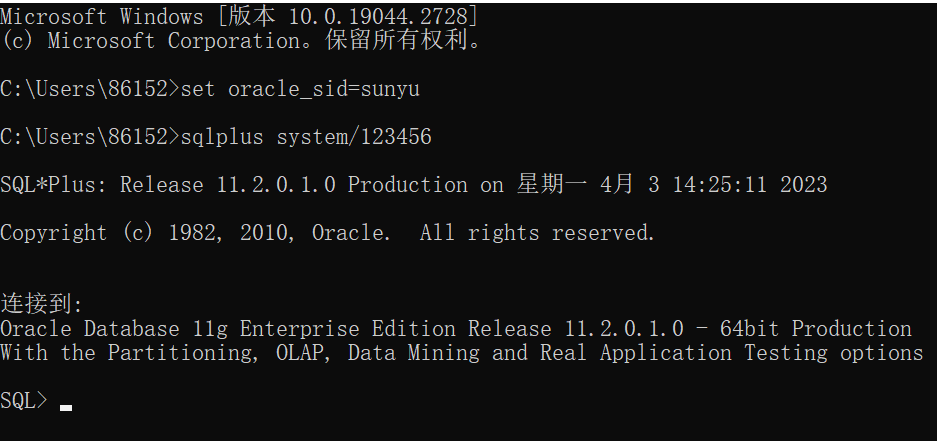 Microsoft Windows [版本 10.0.19044.2728]
(c) Microsoft Corporation。保留所有权利。
C:\Users\86152>set oracle_sid=sunyu
C:\Users\86152>sqlplus system/123456
SQL*Plus: Release 11.2.0.1.0 Production on 星期一 4月 3 14:25:11 2023
Copyright (c) 1982, 2010, Oracle.  All rights reserved.
连接到:
Oracle Database 11g Enterprise Edition Release 11.2.0.1.0 - 64bit Production
With the Partitioning, OLAP, Data Mining and Real Application Testing options
SQL>